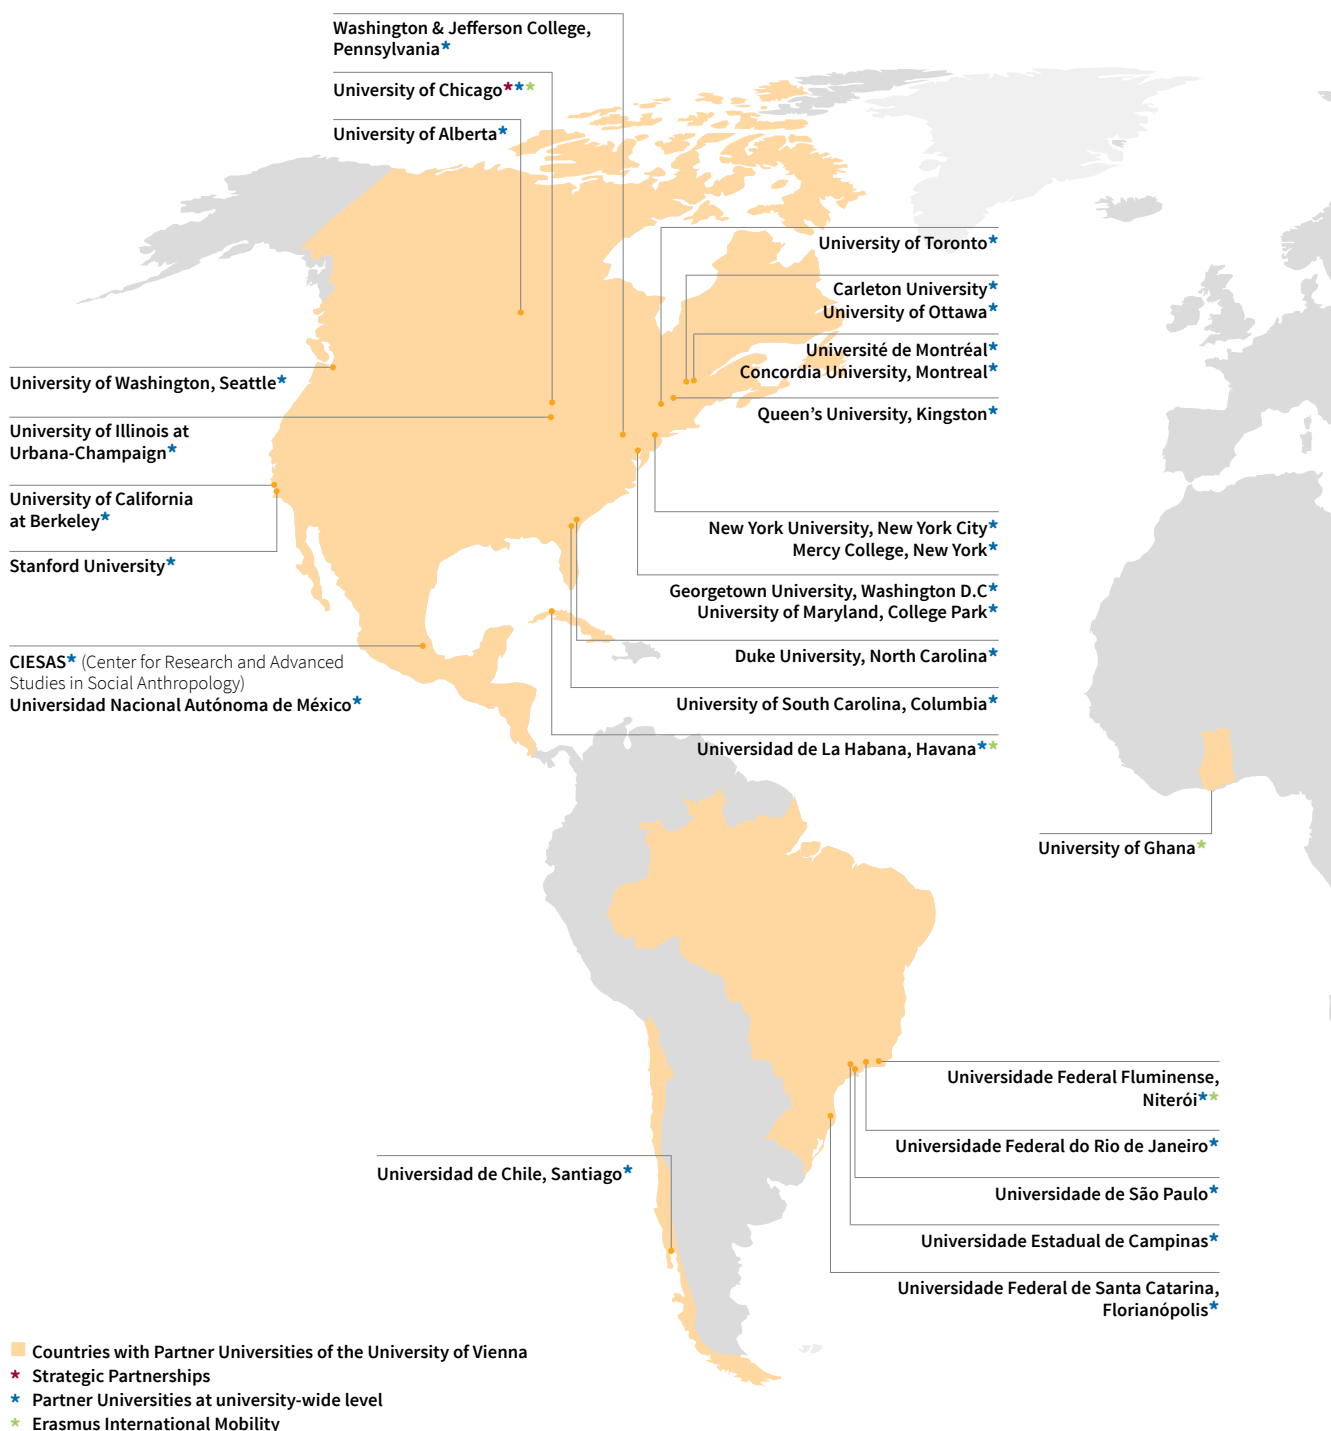 Washington & Jefferson College,
Pennsylvania*
University of Chicago***
University of Alberta*
University of Toronto*
Carleton University*
University of Ottawa*
Université de Montréal*
Concordia University, Montreal*
Queen's University, Kingston*
University of Washington, Seattle*
University of Illinois at
Urbana-Champaign*
University of California
at Berkeley*
Stanford University*
New York University, New York City*
Mercy College, New York*
Georgetown University, Washington D.C*
University of Maryland, College Park*
Duke University, North Carolina*
University of South Carolina, Columbia*
Universidad de La Habana, Havana**
CIESAS* (Center for Research and Advanced
Studies in Social Anthropology)
Universidad Nacional Autónoma de México*
University of Ghana*
Universidade Federal Fluminense,
Niterói**
Universidade Federal do Rio de Janeiro*
Universidade de São Paulo*
Universidade Estadual de Campinas*
Universidade Federal de Santa Catarina,
Florianópolis*
Universidad de Chile, Santiago*
Countries with Partner Universities of the University of Vienna
* Strategic Partnerships
* Partner Universities at university-wide level
* Erasmus International Mobility